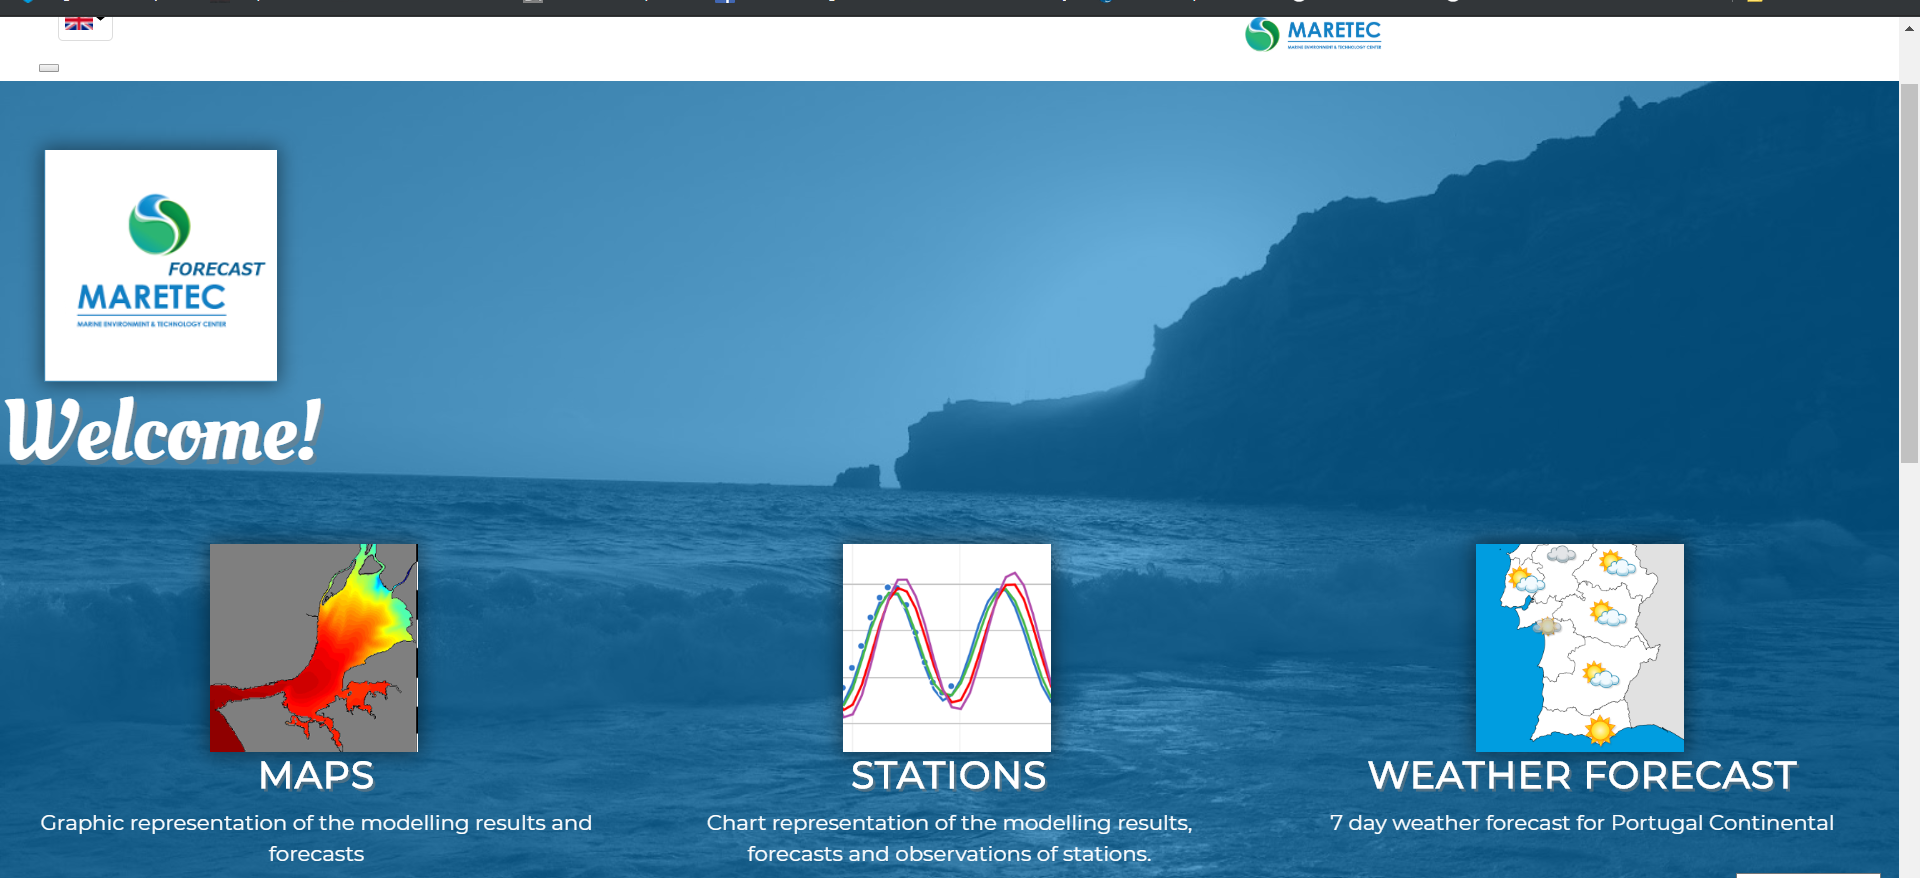 MARETEC
MARINE ENVIRONMENT & TECHNOLOGY CENTER
FORECAST
MARETEC
MARINE ENVIRONMENT & TECHNOLOGY CENTER
Welcome!
MAPS
Graphic representation of the modelling results and
forecasts
STATIONS
Chart representation of the modelling results,
forecasts and observations of stations.
WEATHER FORECAST
7 day weather forecast for Portugal Continental